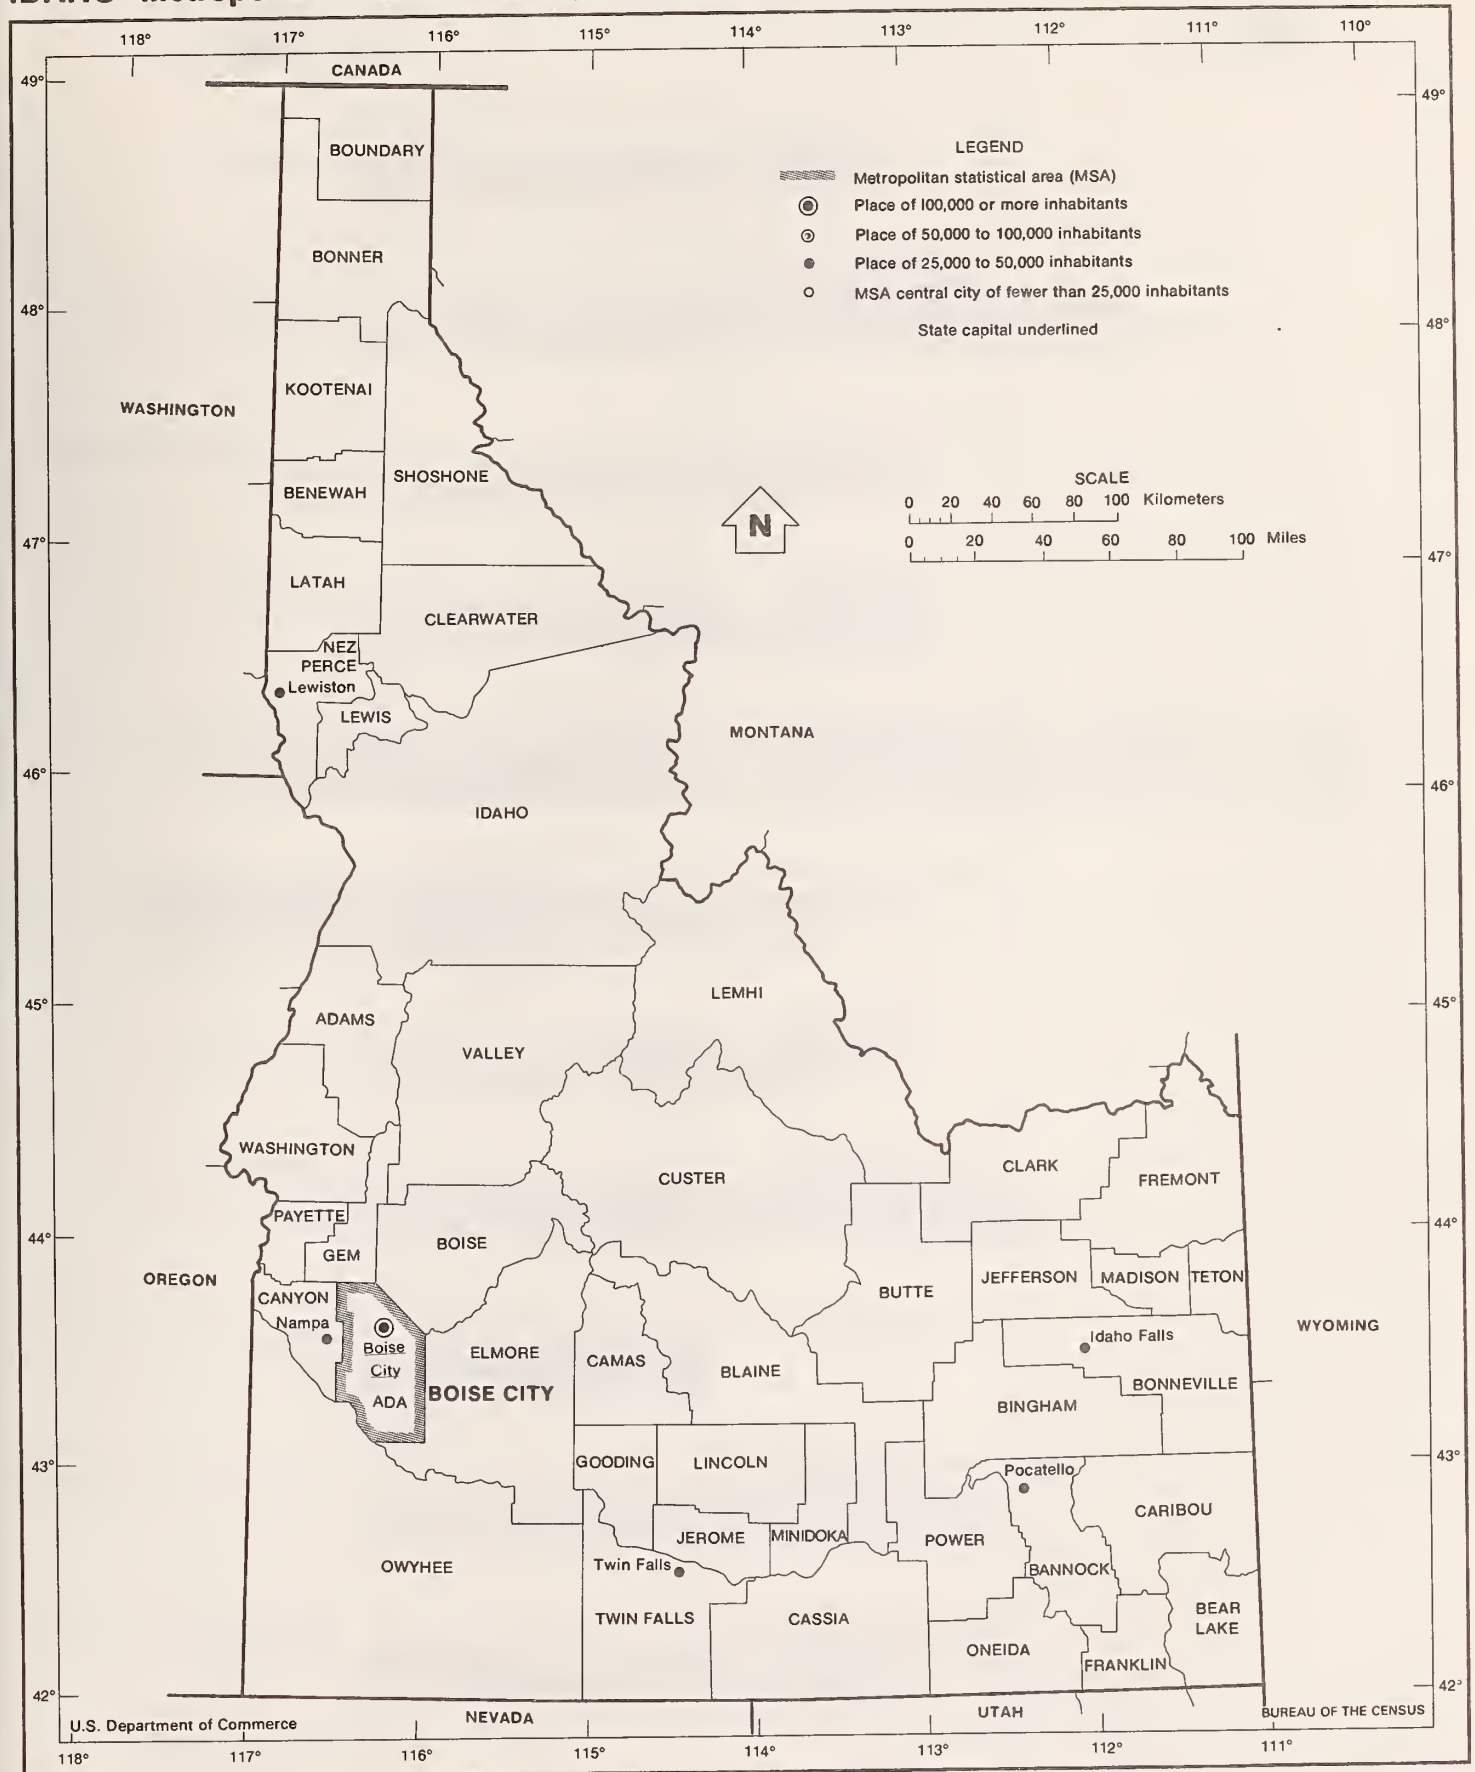 118°
117°
116°
115°
114°
113°
112°
111°
110°
CANADA
49°
49°
BOUNDARY
LEGEND
Metropolitan statistical area (MSA)
Place of 100,000 or more inhabitants
Place of 50,000 to 100,000 inhabitants
Place of 25,000 to 50,000 inhabitants
MSA central city of fewer than 25,000 inhabitants
State capital underlined
BONNER
48°
48°
KOOTENAI
WASHINGTON
SHOSHONE
BENEWAH
SCALE
0 20 40 60 80 100 Kilometers
0 20 40 60 80 100 Miles
N
47°
47°
LATAH
CLEARWATER
NEZ
PERCE
Lewiston
LEWIS
MONTANA
46°
46°
IDAHO
LEMHI
45°
45°
ADAMS
VALLEY
WASHINGTON
CUSTER
CLARK
FREMONT
PAYETTE
44°
44°
GEM
BOISE
OREGON
CANYON
Nampa
BUTTE
JEFFERSON
MADISON
TETON
Boise
City
ADA
BOISE CITY
ELMORE
CAMAS
BLAINE
Idaho Falls
WYOMING
BONNEVILLE
BINGHAM
43°
43°
GOODING
LINCOLN
Pocatello
CARIBOU
JEROME
MINIDOKA
POWER
OWYHEE
Twin Falls
BANNOCK
TWIN FALLS
CASSIA
BEAR
LAKE
ONEIDA
FRANKLIN
42°
42°
U.S. Department of Commerce
NEVADA
UTAH
BUREAU OF THE CENSUS
118°
117°
116°
115°
114°
113°
112°
111°